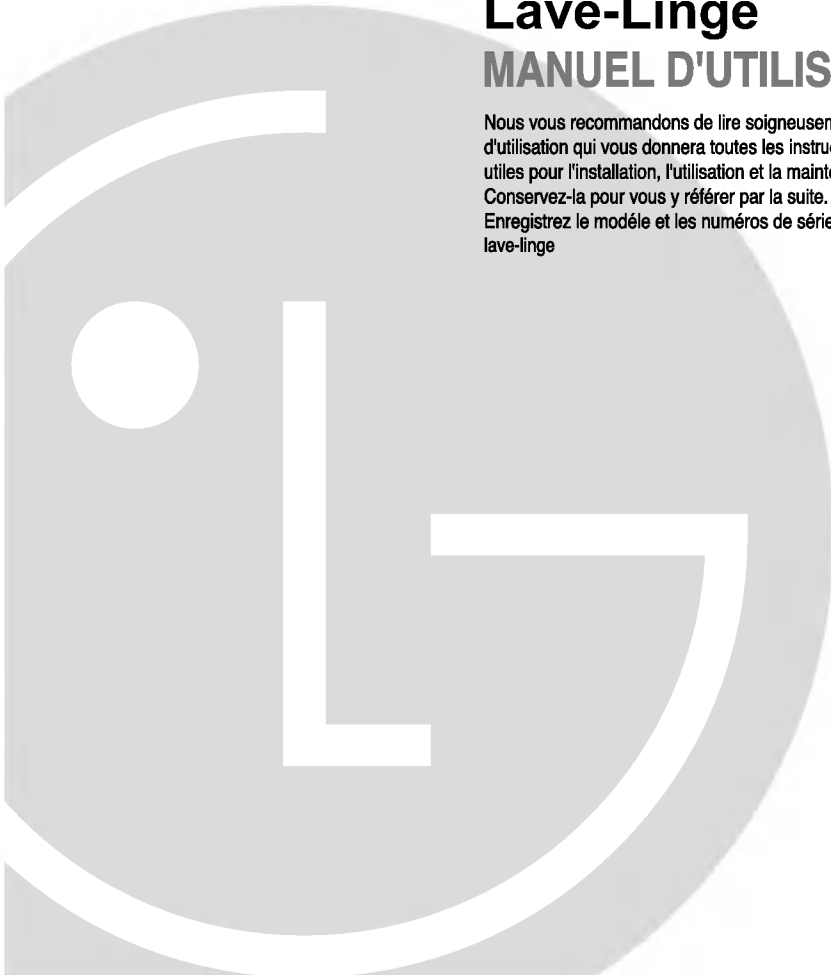 Lave-Linge
MANUEL D'UTILIS
Nous vous recommandons de lire soigneusem
d'utilisation qui vous donnera toutes les instru
utiles pour l'installation, l'utilisation et la mainte
Conservez-la pour vous y référer par la suite.
Enregistrez le modéle et les numéros de série
lave-linge
LG